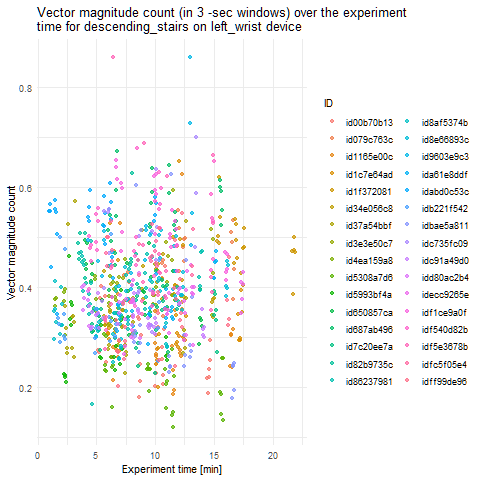 Vector magnitude count (in 3 -sec windows) over the experiment
time for descending_stairs on left_wrist device
Vector magnitude count
0.8
0.6
0.4
0.2
0
5
10
15
20
Experiment time [min]
ID
id00b70b13
id079c763c
id1165e00c
id1c7e64ad
id1f372081
id34e056c8
id37a54bbf
id3e3e50c7
id4ea159a8
id5308a7d6
id5993bf4a
id650857ca
id687ab496
id7c20ee7a
id82b9735c
id86237981
id8af5374b
id8e66893c
id9603e9c3
ida61e8ddf
idabd0c53c
idb221f542
idbae5a811
idc735fc09
idc91a49d0
idd80ac2b4
idecc9265e
idf1ce9a0f
idf540d82b
idf5e3678b
idfc5f05e4
idff99de96